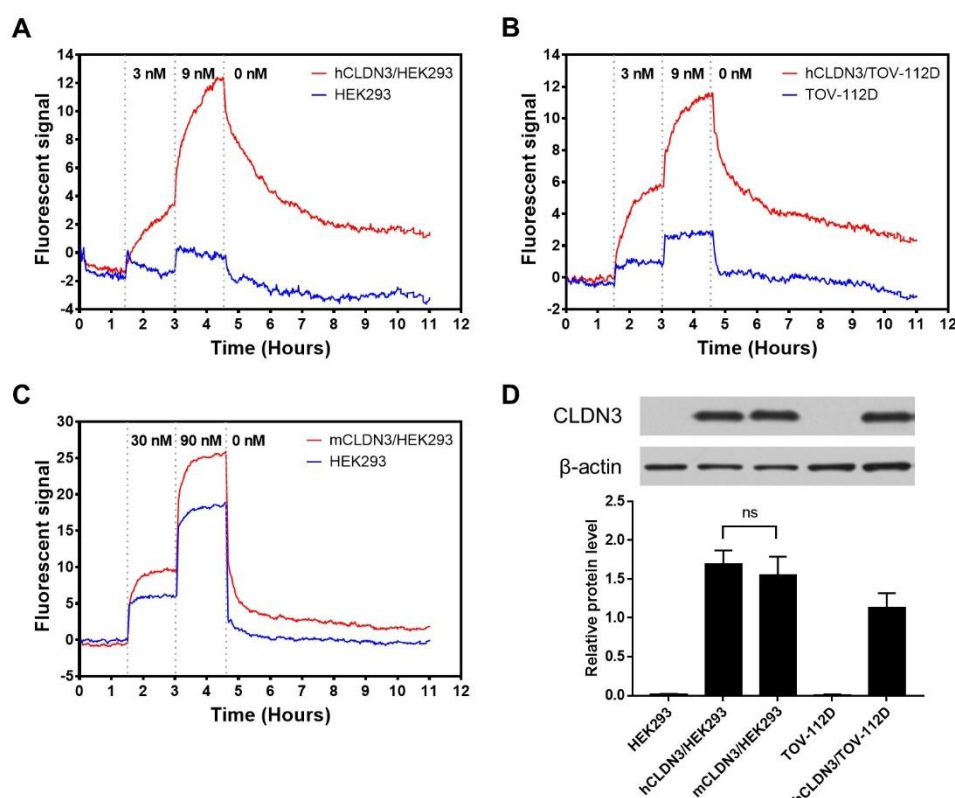 A
3 nM 9 nM 0 nM
hCLDN3/HEK293
HEK293
Fluorescent signal
14
12
10
8
6
4
2
0
-2
-4
0 1 2 3 4 5 6 7 8 9 10 11 12
Time (Hours)
B
3 nM 9 nM 0 nM
hCLDN3/TOV-112D
TOV-112D
Fluorescent signal
14
12
10
8
6
4
2
0
-2
0 1 2 3 4 5 6 7 8 9 10 11 12
Time (Hours)
C
30 nM 90 nM 0 nM
mCLDN3/HEK293
HEK293
Fluorescent signal
30
25
20
15
10
5
0
-5
0 1 2 3 4 5 6 7 8 9 10 11 12
Time (Hours)
D
CLDN3
β-actin
ns
Relative protein level
2.5
2.0
1.5
1.0
0.5
0.0
HEK293
hCLDN3/HEK293
mCLDN3/HEK293
TOV-112D
hCLDN3/TOV-112D